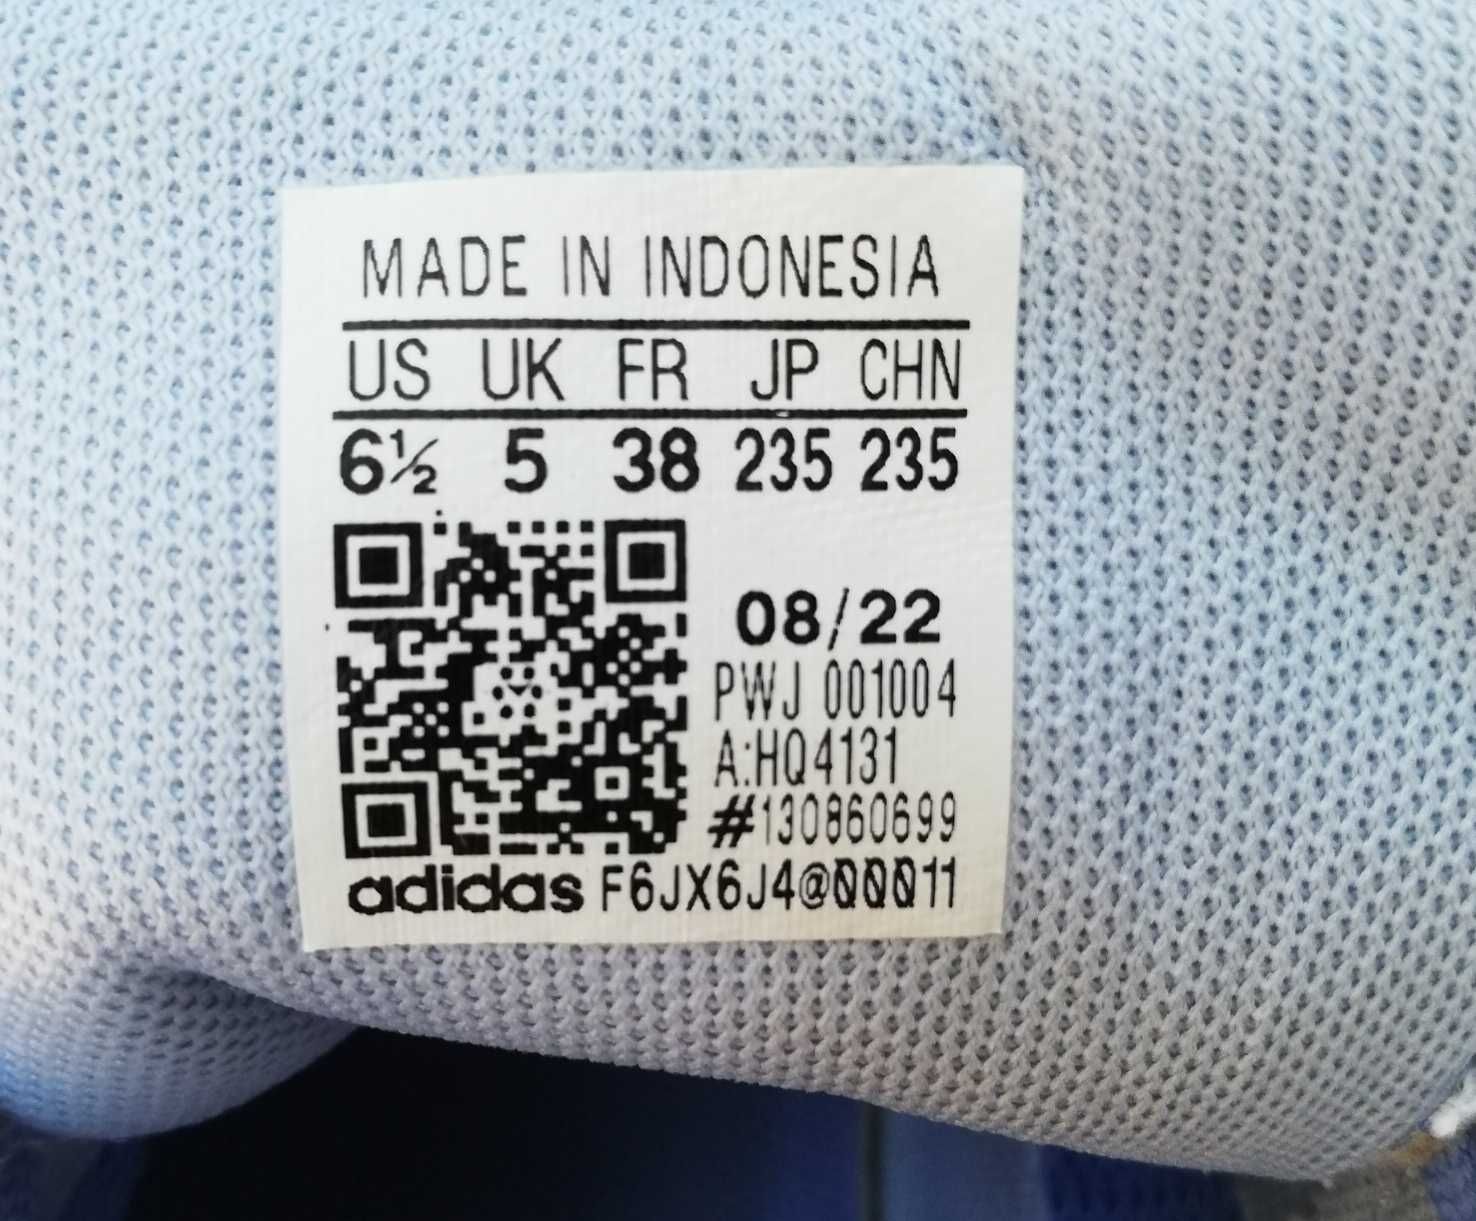 MADE IN INDONESIA
US UK FR JP CHN
6½ 5 38 235 235
08/22
PWJ 001004
A:HQ4131
#130860699
adidas F6JX6J4@00011